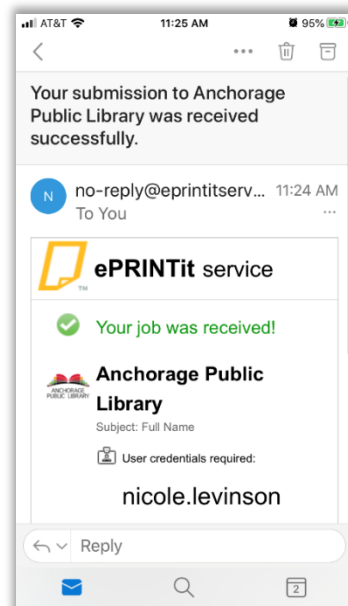 AT&T 11:25 AM 95%
...
Your submission to Anchorage
Public Library was received
successfully.
N no-reply@eprintitserv... 11:24 AM
To You ...
ePRINTit service
TM
Your job was received!
Anchorage Public
Library
ANCHORAGE
PUBLIC LIBRARY
Subject: Full Name
User credentials required:
nicole.levinson
Reply
2